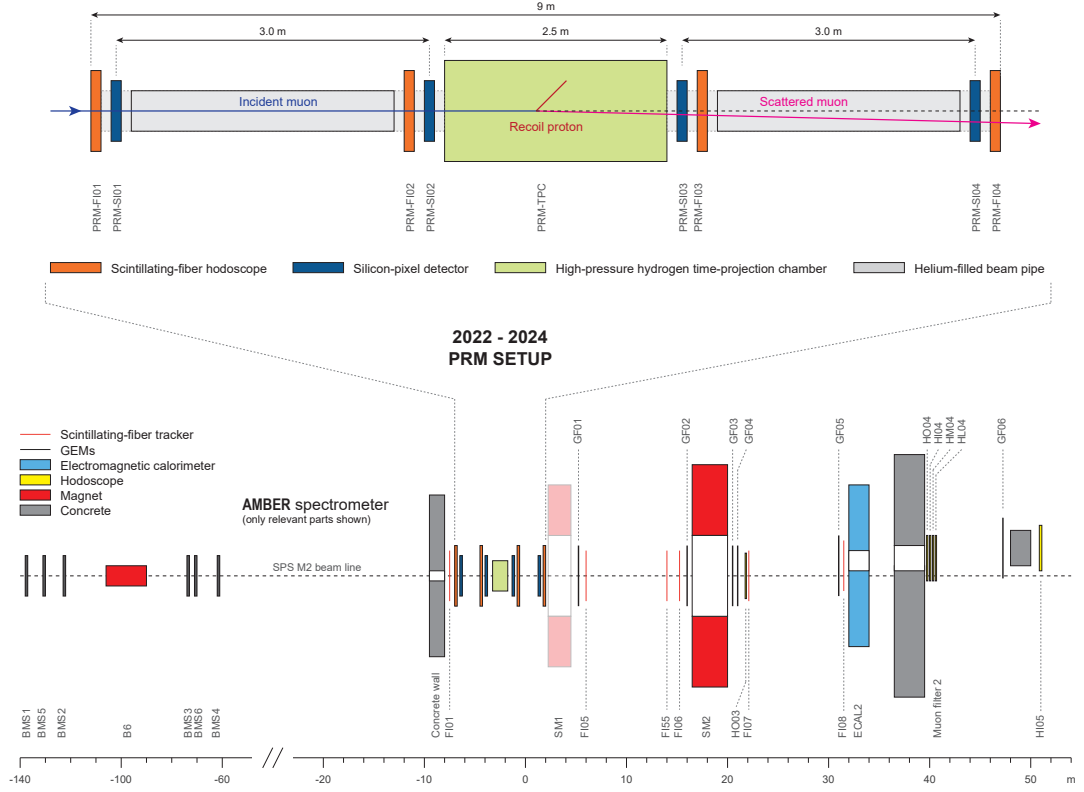 9 m
3.0 m
2.5 m
3.0 m
Incident muon
Scattered muon
Recoil proton
PRM-FI01
PRM-SI01
PRM-FI02
PRM-SI02
PRM-TPC
PRM-SI03
PRM-FI03
PRM-SI04
PRM-FI04
Scintillating-fiber hodoscope
Silicon-pixel detector
High-pressure hydrogen time-projection chamber
Helium-filled beam pipe
2022 - 2024
PRM SETUP
Scintillating-fiber tracker
GEMs
Electromagnetic calorimeter
Hodoscope
Magnet
Concrete
AMBER spectrometer
(only relevant parts shown)
SPS M2 beam line
GF01
GF02
GF03
GF04
GF05
HO04
HI04
HM04
HL04
GF06
BMS1
BMS5
BMS2
B6
BMS3
BMS6
BMS4
Concrete wall
FI01
SM1
FI05
FI55
FI06
SM2
HO03
FI07
FI08
ECAL2
Muon filter 2
HI05
-140
-100
-80
-60
-20
-10
0
10
20
30
40
50
m